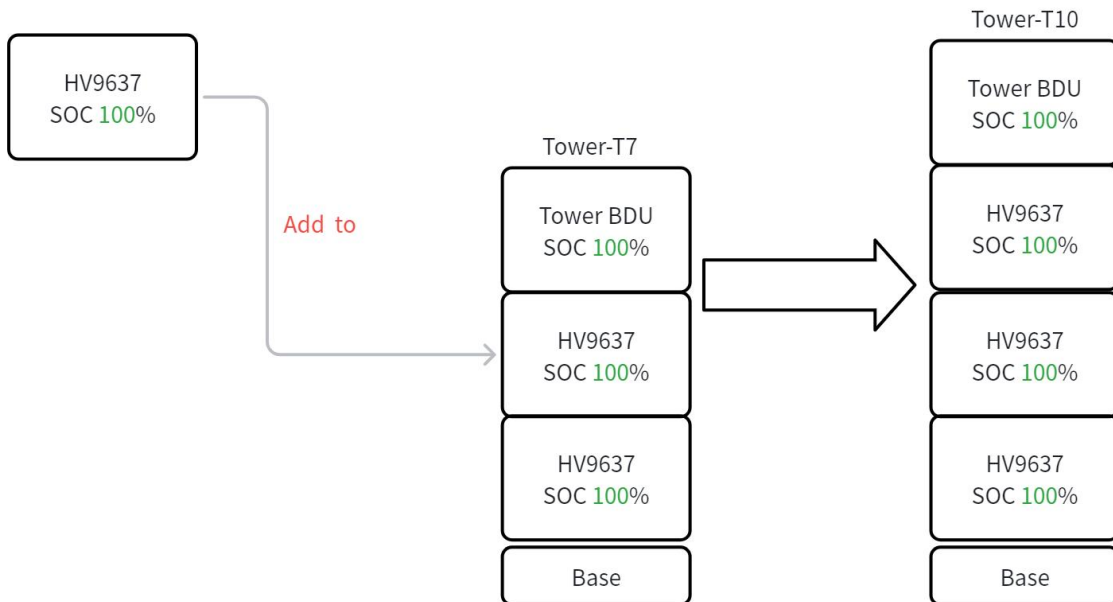 HV9637
SOC 100%
Add to
Tower-T7
Tower BDU
SOC 100%
HV9637
SOC 100%
HV9637
SOC 100%
Base
Tower-T10
Tower BDU
SOC 100%
HV9637
SOC 100%
HV9637
SOC 100%
HV9637
SOC 100%
Base